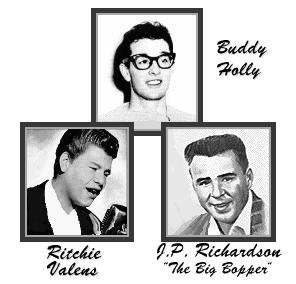 Buddy
Holly
Ritchie
Valens
J.P. Richardson
"The Big Bopper"